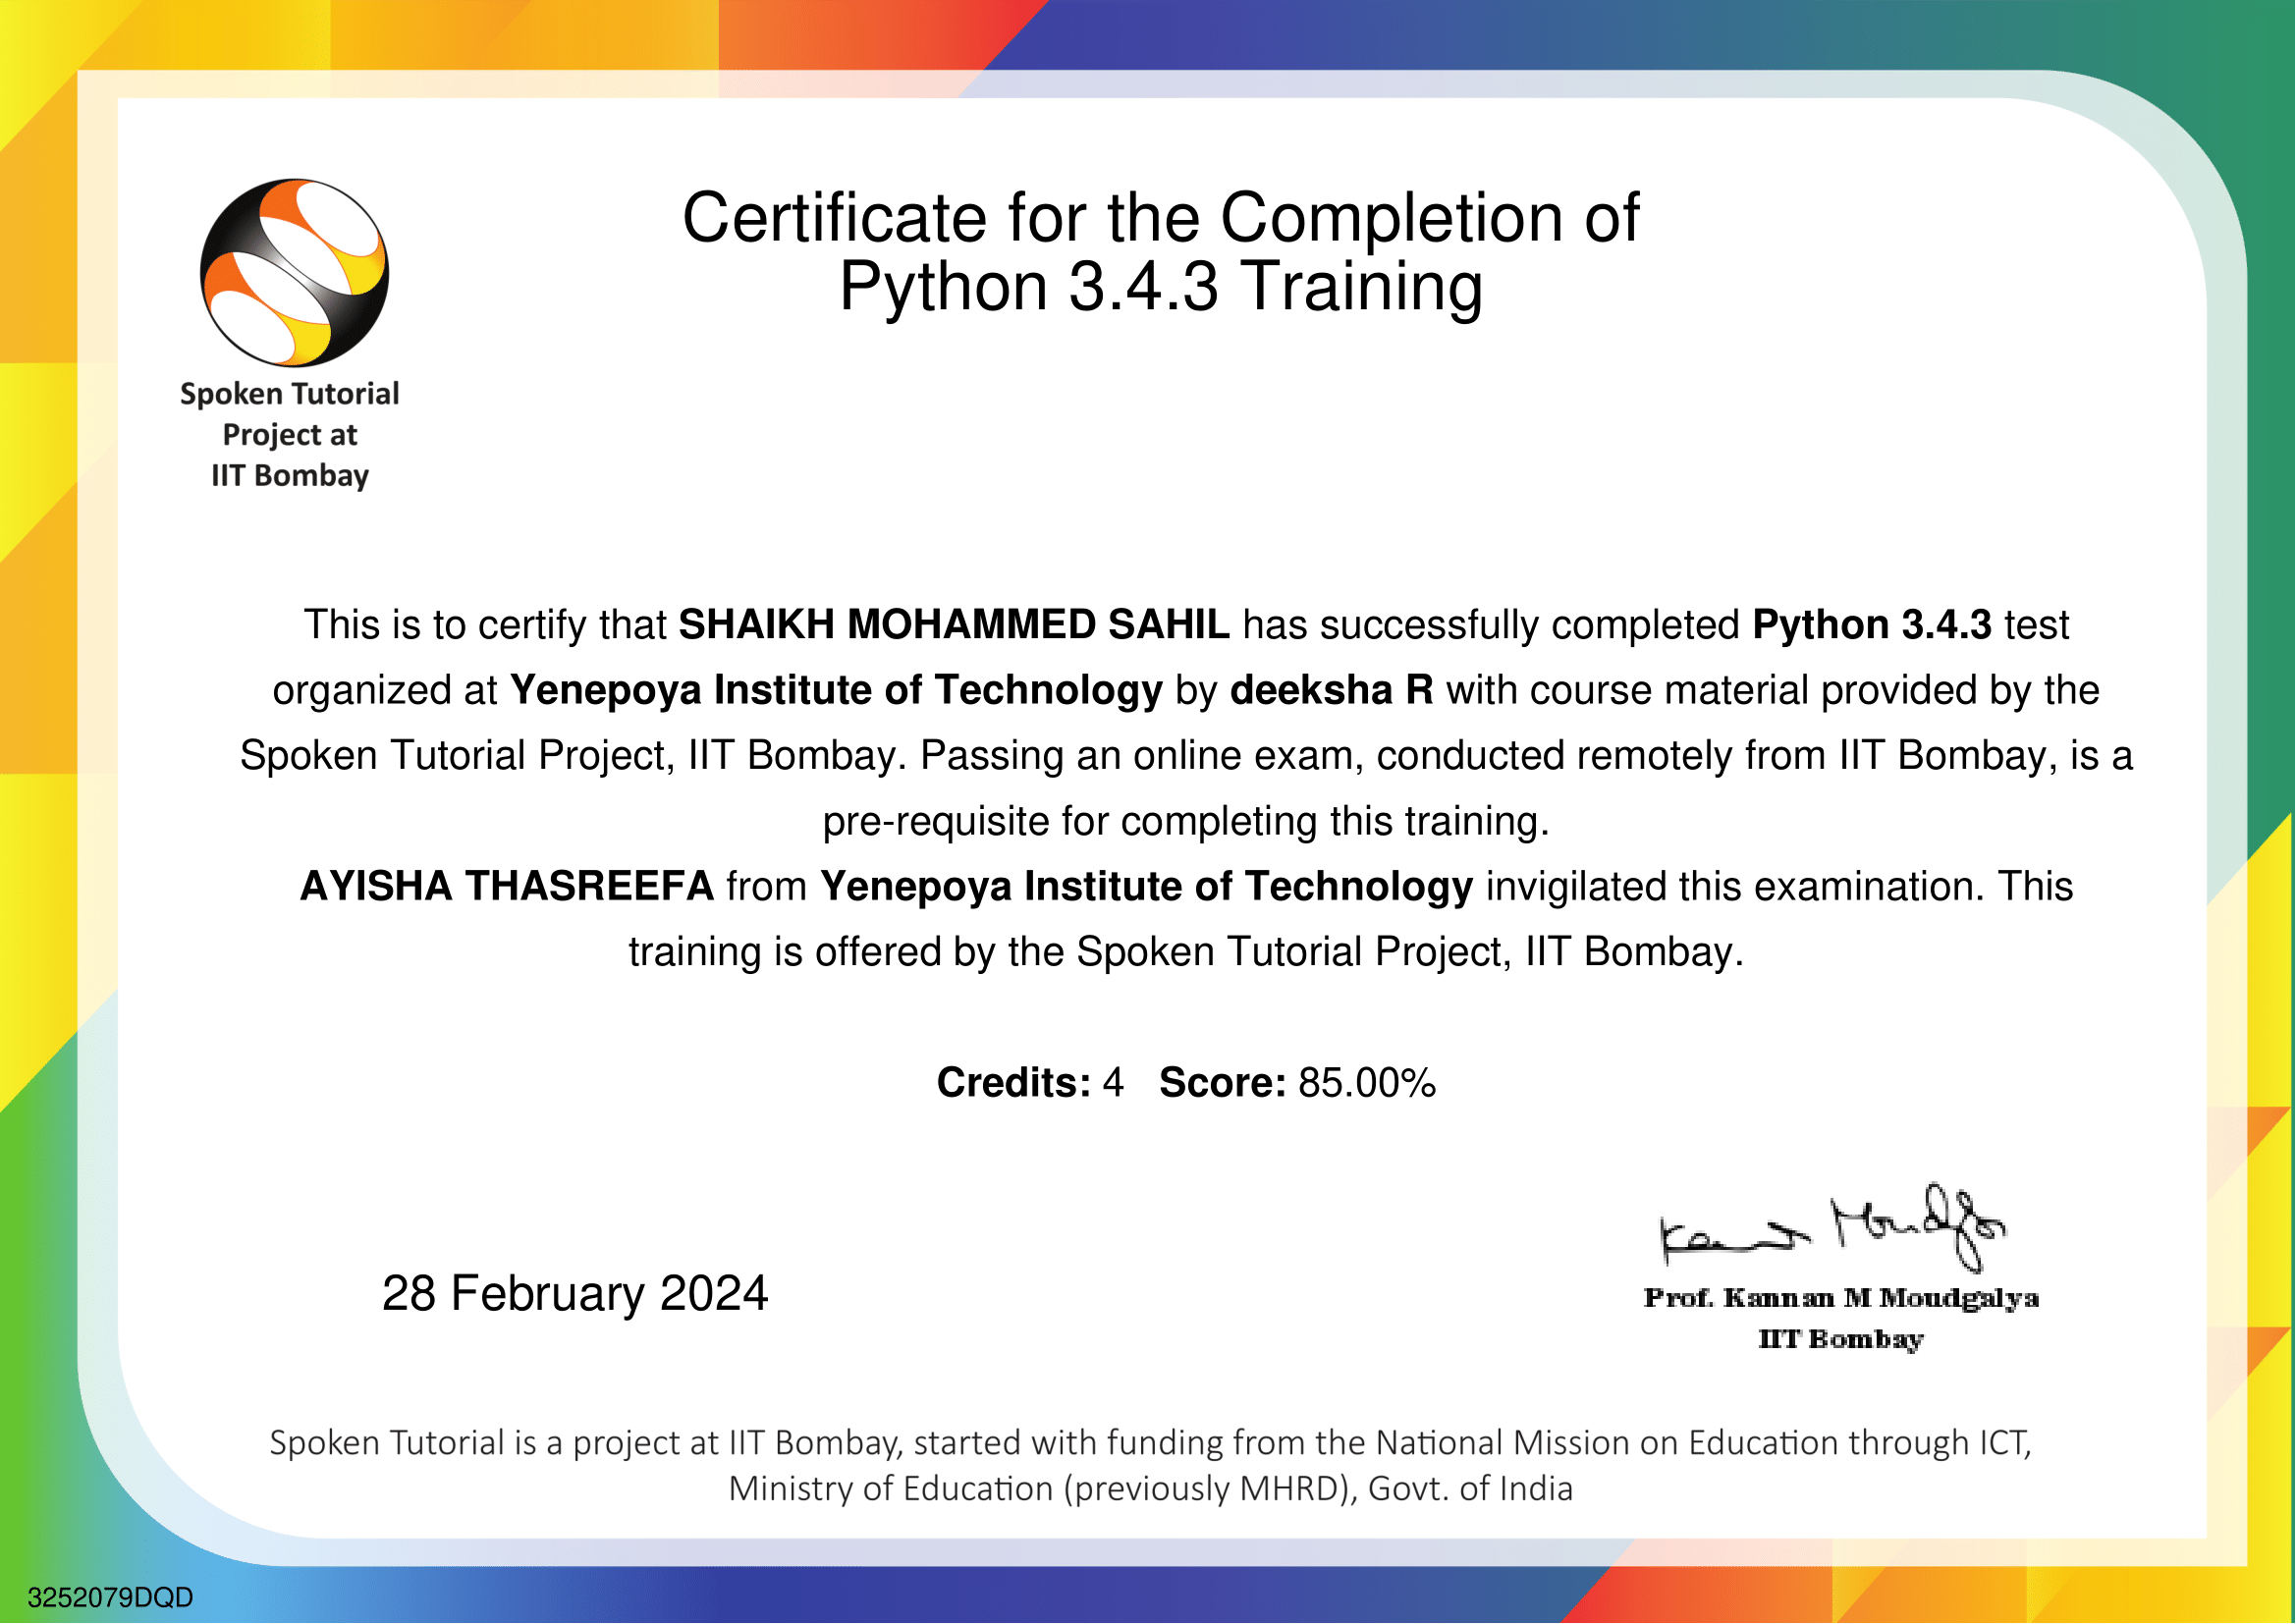 Certificate for the Completion of
Python 3.4.3 Training
Spoken Tutorial
Project at
IIT Bombay
This is to certify that SHAIKH MOHAMMED SAHIL has successfully completed Python 3.4.3 test
organized at Yenepoya Institute of Technology by deeksha R with course material provided by the
Spoken Tutorial Project, IIT Bombay. Passing an online exam, conducted remotely from IIT Bombay, is a
pre-requisite for completing this training.
AYISHA THASREEFA from Yenepoya Institute of Technology invigilated this examination. This
training is offered by the Spoken Tutorial Project, IIT Bombay.
Credits: 4 Score: 85.00%
28 February 2024
Prof. Kannan M Moudgalya
IIT Bombay
Spoken Tutorial is a project at IIT Bombay, started with funding from the National Mission on Education through ICT,
Ministry of Education (previously MHRD), Govt. of India
3252079DQD